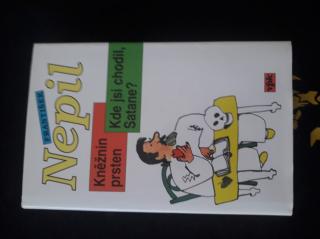 FRANTIŠEK
Nepil
Kněžnin
prsten
Kde jsi chodil,
Satane?